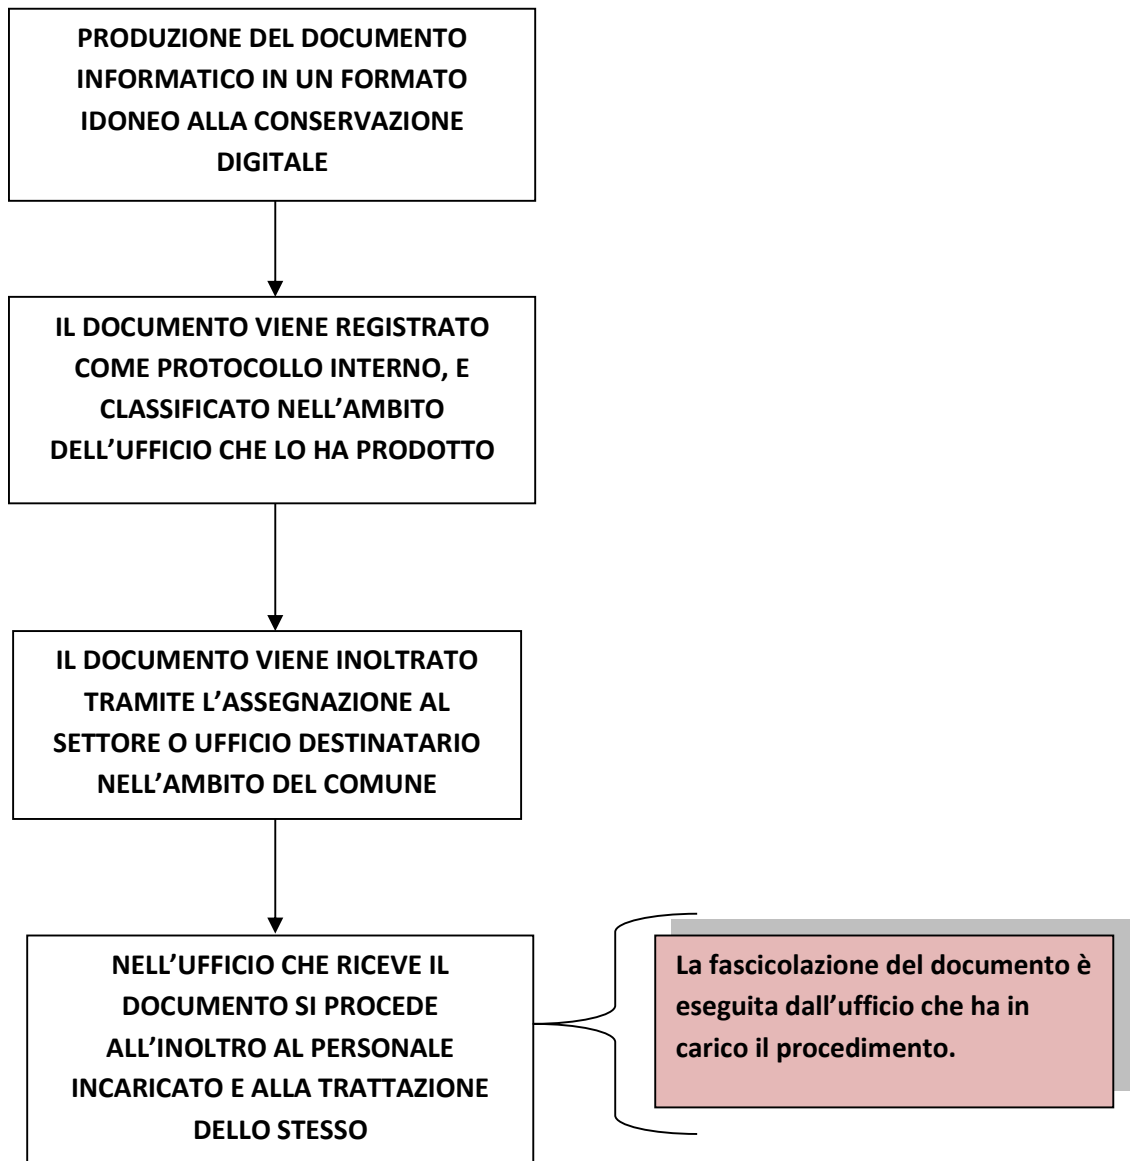 PRODUZIONE DEL DOCUMENTO
INFORMATICO IN UN FORMATO
IDONEO ALLA CONSERVAZIONE
DIGITALE
IL DOCUMENTO VIENE REGISTRATO
COME PROTOCOLLO INTERNO, E
CLASSIFICATO NELL’AMBITO
DELL’UFFICIO CHE LO HA PRODOTTO
IL DOCUMENTO VIENE INOLTRATO
TRAMITE L’ASSEGNAZIONE AL
SETTORE O UFFICIO DESTINATARIO
NELL’AMBITO DEL COMUNE
NELL’UFFICIO CHE RICEVE IL
DOCUMENTO SI PROCEDE
ALL’INOLTRO AL PERSONALE
INCARICATO E ALLA TRATTAZIONE
DELLO STESSO
La fascicolazione del documento è
eseguita dall’ufficio che ha in
carico il procedimento.